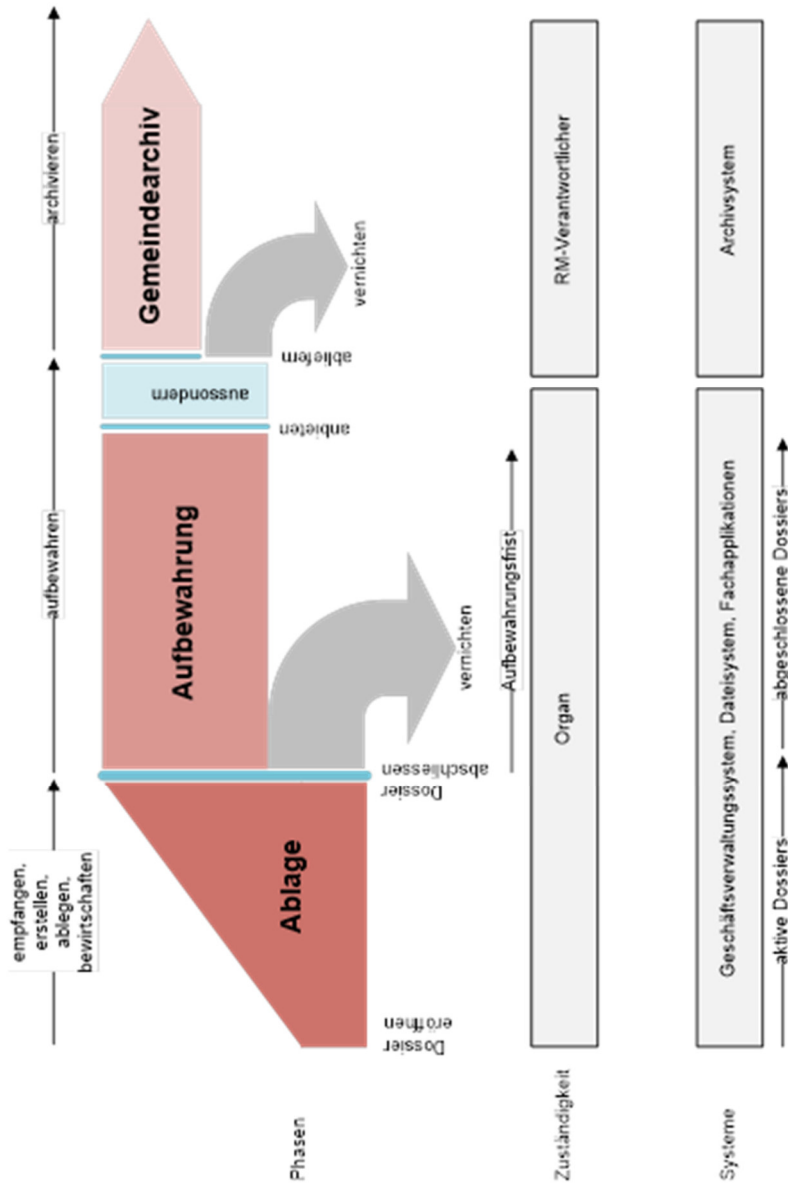 empfangen,
erstellen,
ablegen,
bewirtschaften
aufbewahren
archivieren
Phasen
Ablage
Aufbewahrung
aussondern
Gemeindearchiv
Dossier
eröffnen
Dossier
abschliessen
anbieten
abliefern
vernichten
vernichten
Aufbewahrungsfrist
Zuständigkeit
Organ
RM-Verantwortlicher
Systeme
Geschäftsverwaltungssystem, Dateisystem, Fachapplikationen
Archivsystem
aktive Dossiers
abgeschlossene Dossiers